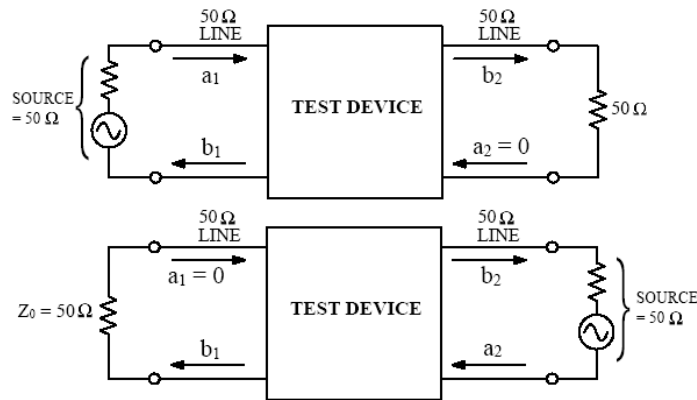 50 Ω
LINE
50 Ω
LINE
a1
b2
SOURCE
= 50 Ω
TEST DEVICE
50 Ω
b1
a2 = 0
50 Ω
LINE
50 Ω
LINE
a1 = 0
b2
Z0 = 50 Ω
TEST DEVICE
SOURCE
= 50 Ω
b1
a2